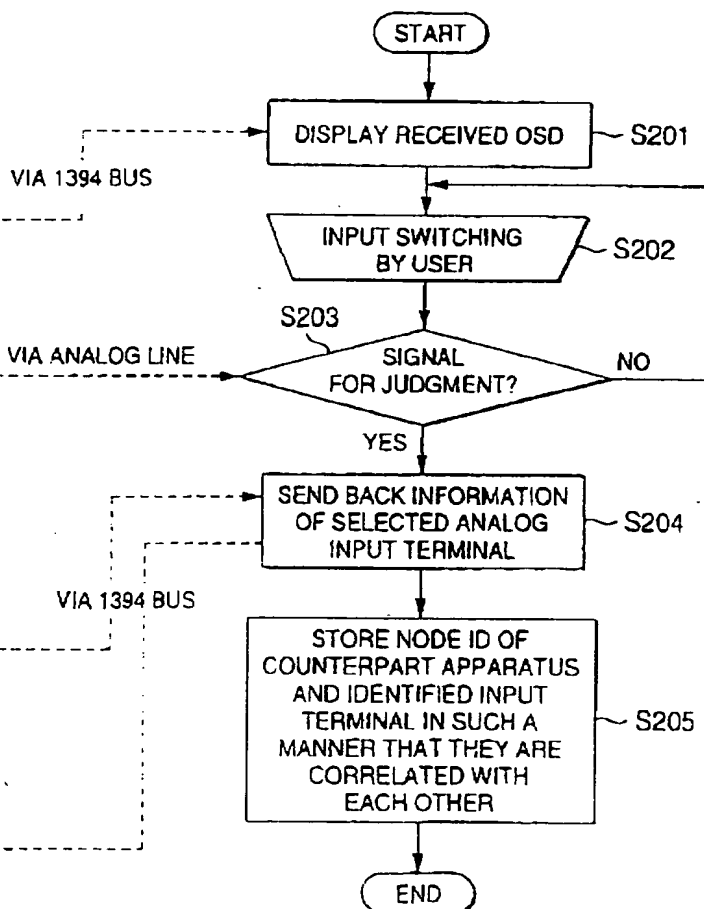 START
DISPLAY RECEIVED OSD
S201
VIA 1394 BUS
INPUT SWITCHING
BY USER
S202
S203
VIA ANALOG LINE
SIGNAL
FOR JUDGMENT?
NO
YES
SEND BACK INFORMATION
OF SELECTED ANALOG
INPUT TERMINAL
S204
VIA 1394 BUS
STORE NODE ID OF
COUNTERPART APPARATUS
AND IDENTIFIED INPUT
TERMINAL IN SUCH A
MANNER THAT THEY ARE
CORRELATED WITH
EACH OTHER
S205
END